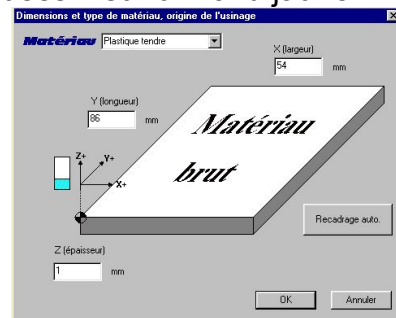 Dimensions et type de matériau, origine de l'usinage
Matériau
Plastique tendre
X (largeur)
54 mm
Y (longueur)
86 mm
Matériau
brut
Z+
Y+
X+
Recadrage auto.
Z (épaisseur)
1 mm
OK
Annuler